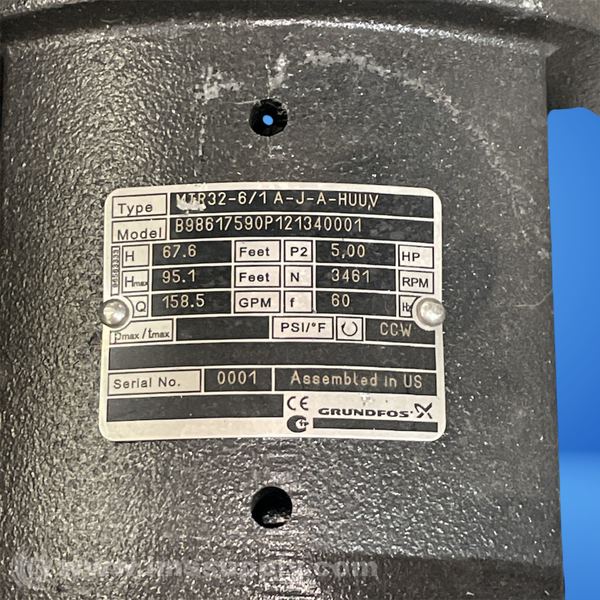 Type MTR32-6/1 A-J-A-HUUV
Model B98617590P121340001
H 67.6 Feet P2 5,00 HP
Hmax 95.1 Feet N 3461 RPM
Q 158.5 GPM f 60 Hz
pmax/tmax PSI/°F CCW
Serial No. 0001 Assembled in US
CE
GRUNDFOS